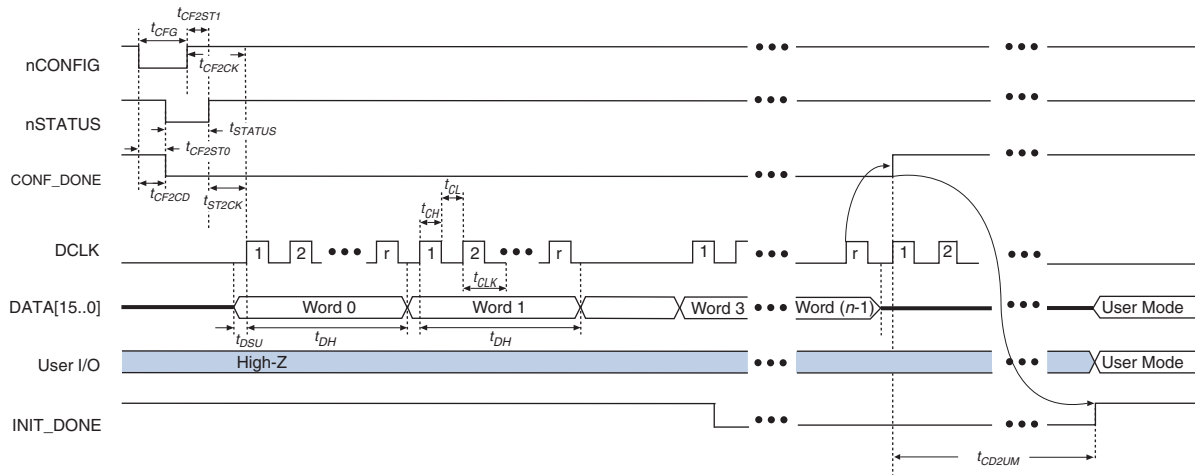 tCF2ST1
tCFG
nCONFIG
tCF2CK
nSTATUS
tSTATUS
tCF2ST0
CONF_DONE
tCF2CD
tST2CK
tCL
tCH
DCLK
1 2 r 1 2 r 1 r 1 2
tCLK
DATA[15..0]
Word 0 Word 1 Word 3 Word (n-1) User Mode
tDSU tDH tDH
User I/O
High-Z User Mode
INIT_DONE
tCD2UM